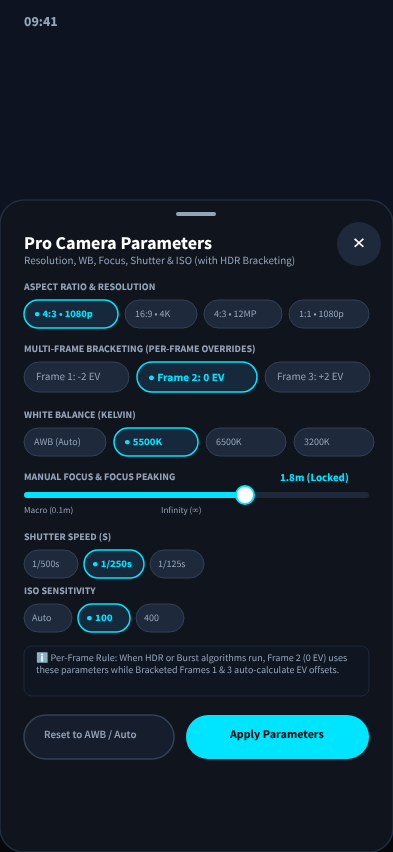 09:41
Pro Camera Parameters
✕
Resolution, WB, Focus, Shutter & ISO (with HDR Bracketing)
ASPECT RATIO & RESOLUTION
● 4:3 • 1080p
16:9 • 4K
4:3 • 12MP
1:1 • 1080p
MULTI-FRAME BRACKETING (PER-FRAME OVERRIDES)
Frame 1: -2 EV
● Frame 2: 0 EV
Frame 3: +2 EV
WHITE BALANCE (KELVIN)
AWB (Auto)
● 5500K
6500K
3200K
MANUAL FOCUS & FOCUS PEAKING
1.8m (Locked)
Macro (0.1m)
Infinity (∞)
SHUTTER SPEED (S)
1/500s
● 1/250s
1/125s
ISO SENSITIVITY
Auto
● 100
400
ℹ️ Per-Frame Rule: When HDR or Burst algorithms run, Frame 2 (0 EV) uses
these parameters while Bracketed Frames 1 & 3 auto-calculate EV offsets.
Reset to AWB / Auto
Apply Parameters